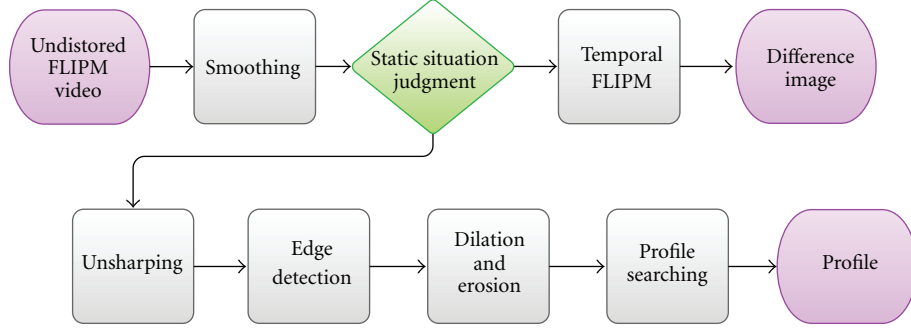 Undistored
FLIPM
video
Smoothing
Static situation
judgment
Temporal
FLIPM
Difference
image
Unsharping
Edge
detection
Dilation
and
erosion
Profile
searching
Profile